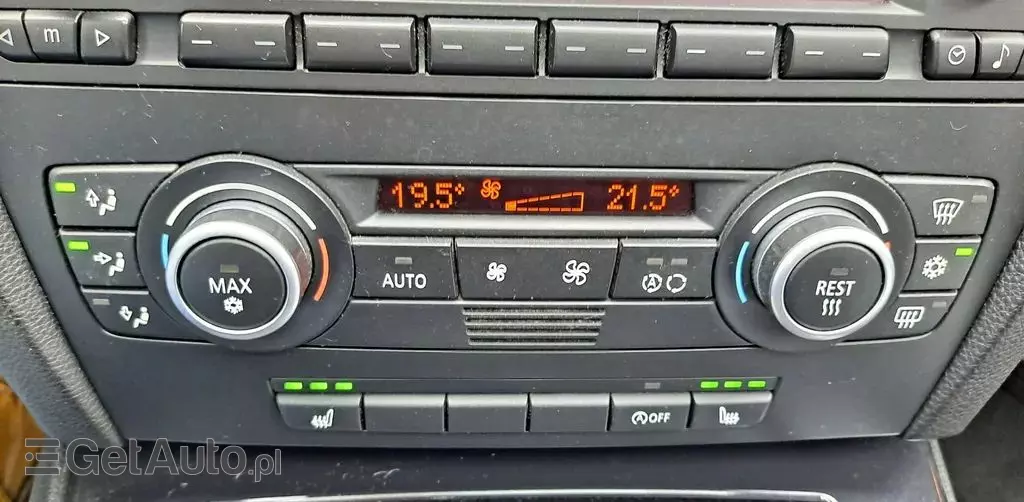 m
19.5° 21.5°
AUTO
MAX
REST
A
A OFF
GetAuto.pl